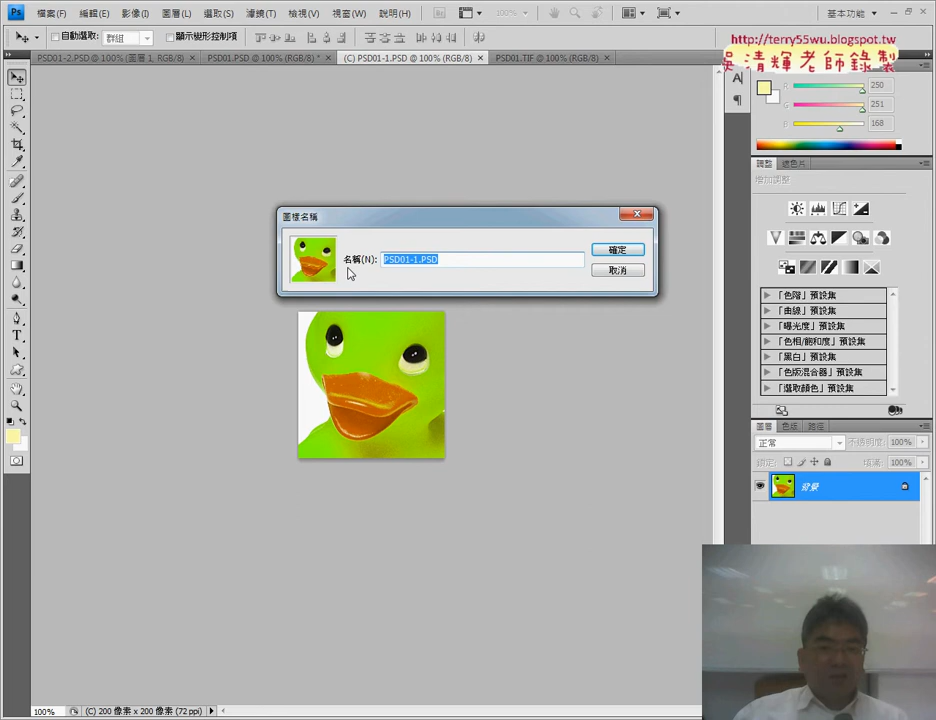 Ps 檔案(F) 編輯(E) 影像(I) 圖層(L) 選取(S) 濾鏡(T) 檢視(V) 視窗(W) 說明(H) 100% 基本功能
自動選取: 群組 顯示變形控制項
http://terry55wu.blogspot.tw
吳清輝老師錄製
PSD01-2.PSD @ 100% (圖層 1, RGB/8) × PSD01.PSD @ 100% (RGB/8) * × (C) PSD01-1.PSD @ 100% (RGB/8) × PSD01.TIF @ 100% (RGB/8) ×
R 250
G 251
B 168
調整 遮色片
增加調整
圖樣名稱
名稱(N): PSD01-1.PSD
確定
取消
「色階」預設集
「曲線」預設集
「曝光度」預設集
「色相/飽和度」預設集
「黑白」預設集
「色版混合器」預設集
「選取顏色」預設集
圖層 色版 路徑
正常 不透明度: 100%
鎖定: 填滿: 100%
背景
100% (C) 200 像素 x 200 像素 (72 ppi)